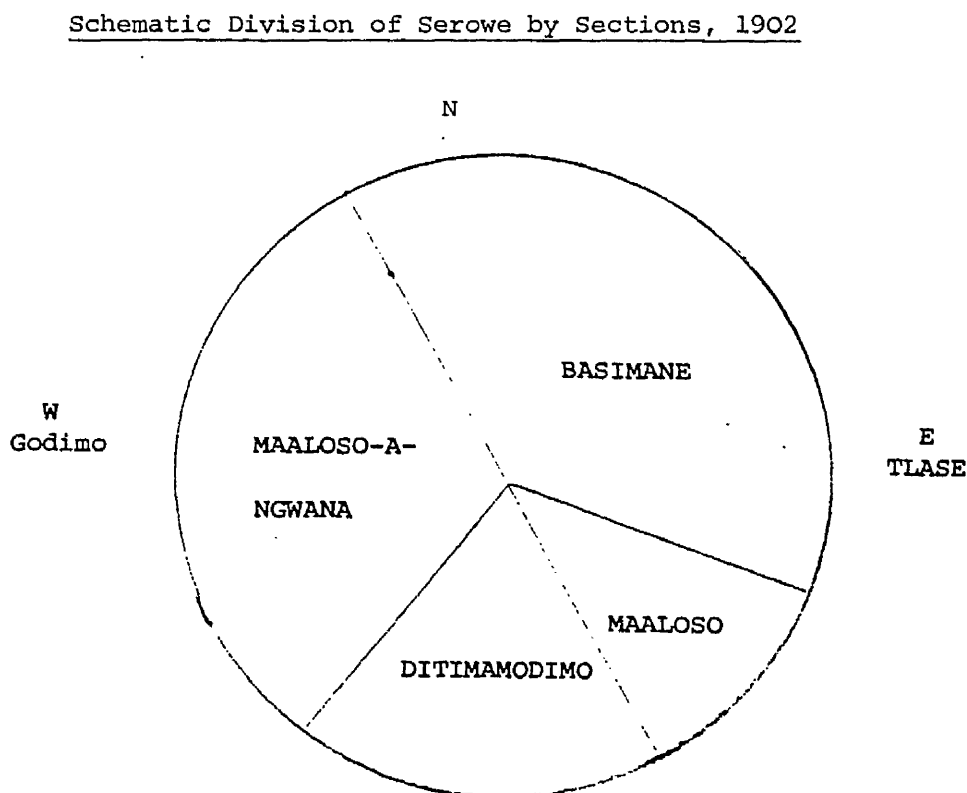 Schematic Division of Serowe by Sections, 1902
N
BASIMANE
W
Godimo
E
TLASE
MAALOSO-A-
NGWANA
MAALOSO
DITIMAMODIMO